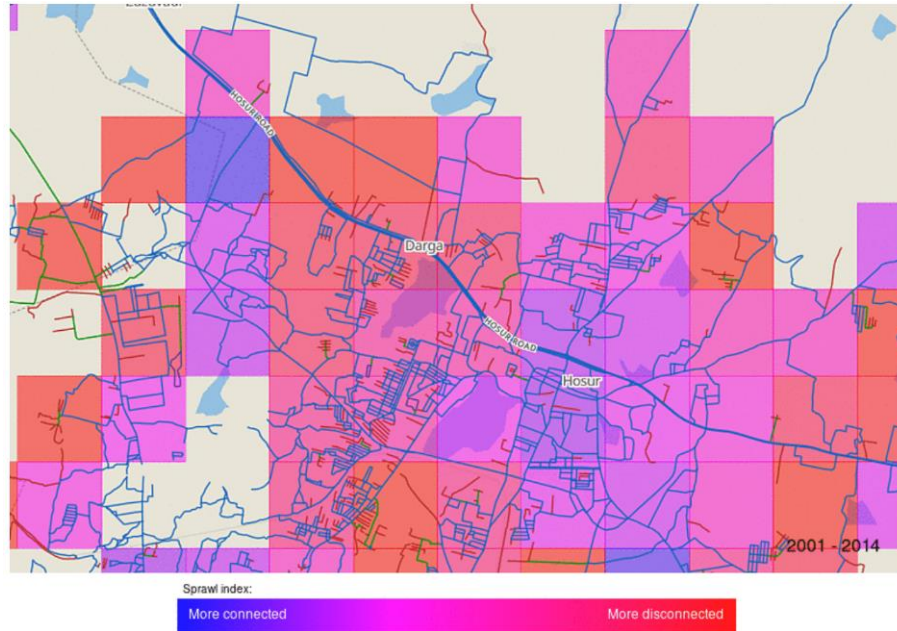 HOSUR ROAD
Darga
HOSUR ROAD
Hosur
2001 - 2014
Sprawl index:
More connected
More disconnected